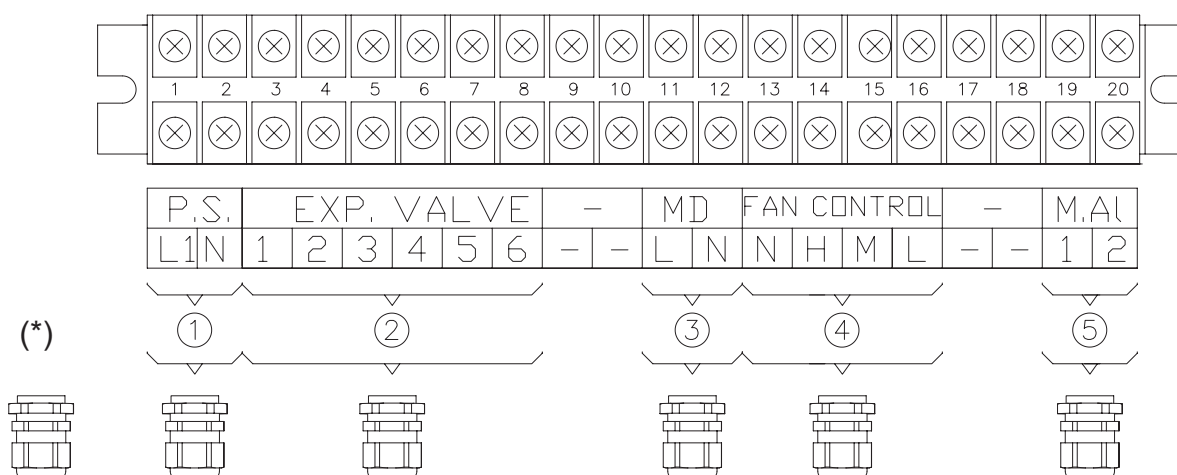 1 2 3 4 5 6 7 8 9 10 11 12 13 14 15 16 17 18 19 20
P.S. EXP. VALVE - MD FAN CONTROL - M.Al
L1 N 1 2 3 4 5 6 - - L N N H M L - - 1 2
(*) 1 2 3 4 5